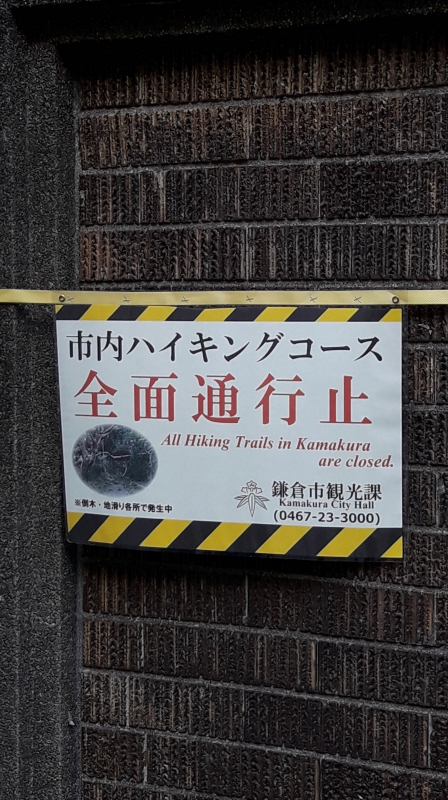 市内ハイキングコース
全面通行止
All Hiking Trails in Kamakura
are closed.
※倒木・地滑り各所で発生中
鎌倉市観光課
Kamakura City Hall
(0467-23-3000)